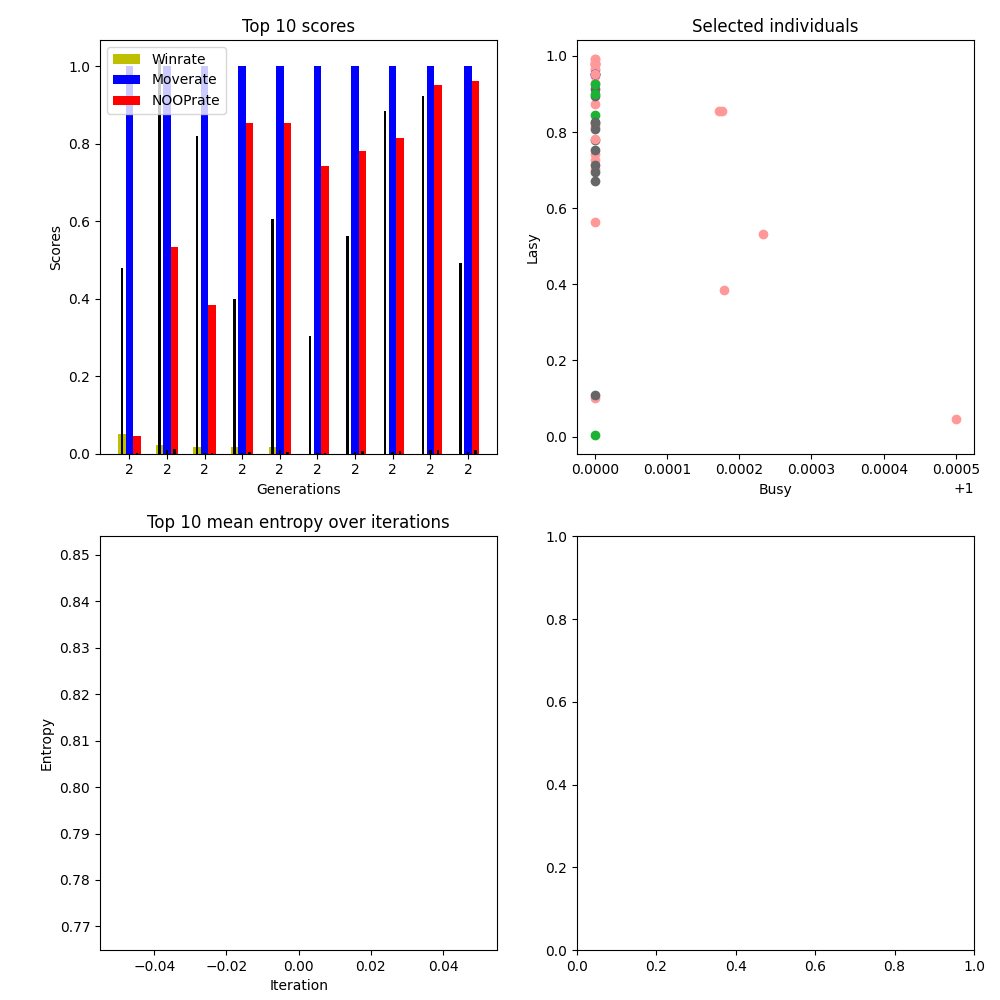 Top 10 scores
Winrate
Moverate
NOOPrate
1.0
0.8
0.6
0.4
0.2
0.0
Scores
2 2 2 2 2 2 2 2 2 2
Generations
Selected individuals
1.0
0.8
0.6
0.4
0.2
0.0
Lasy
0.0000 0.0001 0.0002 0.0003 0.0004 0.0005
+1
Busy
Top 10 mean entropy over iterations
0.85
0.84
0.83
0.82
0.81
0.80
0.79
0.78
0.77
Entropy
−0.04 −0.02 0.00 0.02 0.04
Iteration
1.0
0.8
0.6
0.4
0.2
0.0
0.0 0.2 0.4 0.6 0.8 1.0